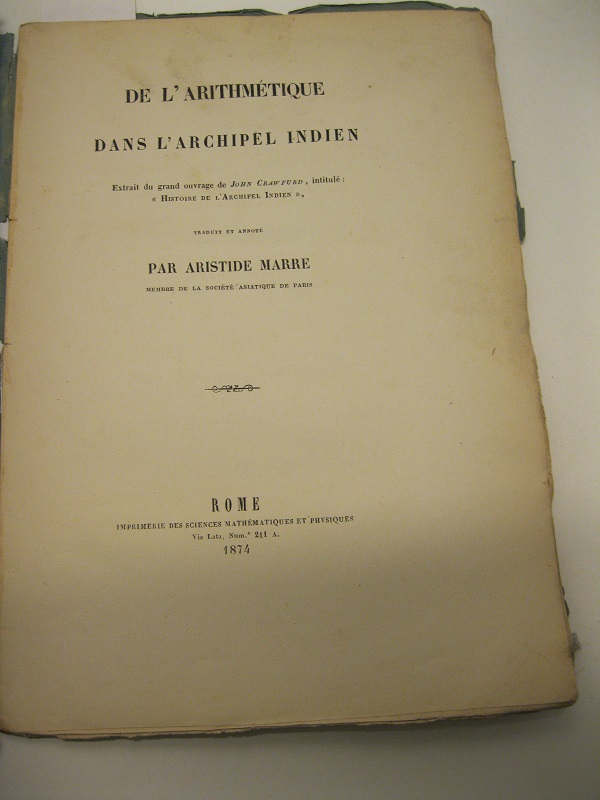 DE L'ARITHMÉTIQUE
DANS L'ARCHIPEL INDIEN
Extrait du grand ouvrage de JOHN CRAWFURD, intitulé :
« HISTOIRE DE L'ARCHIPEL INDIEN »,
TRADUIT ET ANNOTÉ
PAR ARISTIDE MARRE
MEMBRE DE LA SOCIÉTÉ ASIATIQUE DE PARIS
ROME
IMPRIMERIE DES SCIENCES MATHÉMATIQUES ET PHYSIQUES
Via Lata, Num.º 211 A.
1874